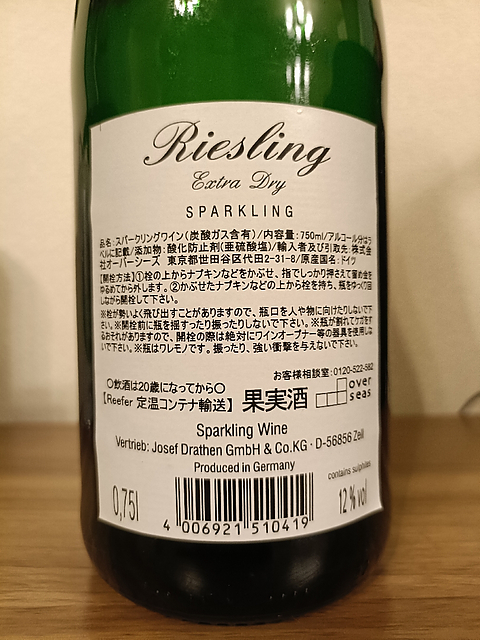 Riesling
Extra Dry
SPARKLING
品名:スパークリングワイン(炭酸ガス含有)/内容量:750ml/アルコール分はラ
ベルに記載/添加物:酸化防止剤(亜硫酸塩)/輸入者及び引取先:株式会
社オーバーシーズ 東京都世田谷区代田2-31-8/原産国名:ドイツ
【開栓方法】①栓の上からナプキンなどをかぶせ、指でしっかり押さえて留め金を
ゆるめてから外します。②かぶせたナプキンなどの上から栓を持ち、瓶をゆっくり回
しながら開栓して下さい。
※栓が勢いよく飛び出すことがありますので、瓶口を人や物に向けたりしないで下
さい。※開栓前に瓶を揺すったり振ったりしないで下さい。※瓶が割れてケガをす
るおそれがありますので、開栓の際は絶対にワインオープナー等の器具を使用しな
いで下さい。※瓶はワレモノです。振ったり、強い衝撃を与えないで下さい。
お客様相談室:0120-522-582
〇飲酒は20歳になってから〇
【Reefer 定温コンテナ輸送】
果実酒
over
seas
Sparkling Wine
Vertrieb: Josef Drathen GmbH & Co.KG · D-56856 Zell
Produced in Germany
contains sulphites
0,75l
12 % vol
4 006921 510419